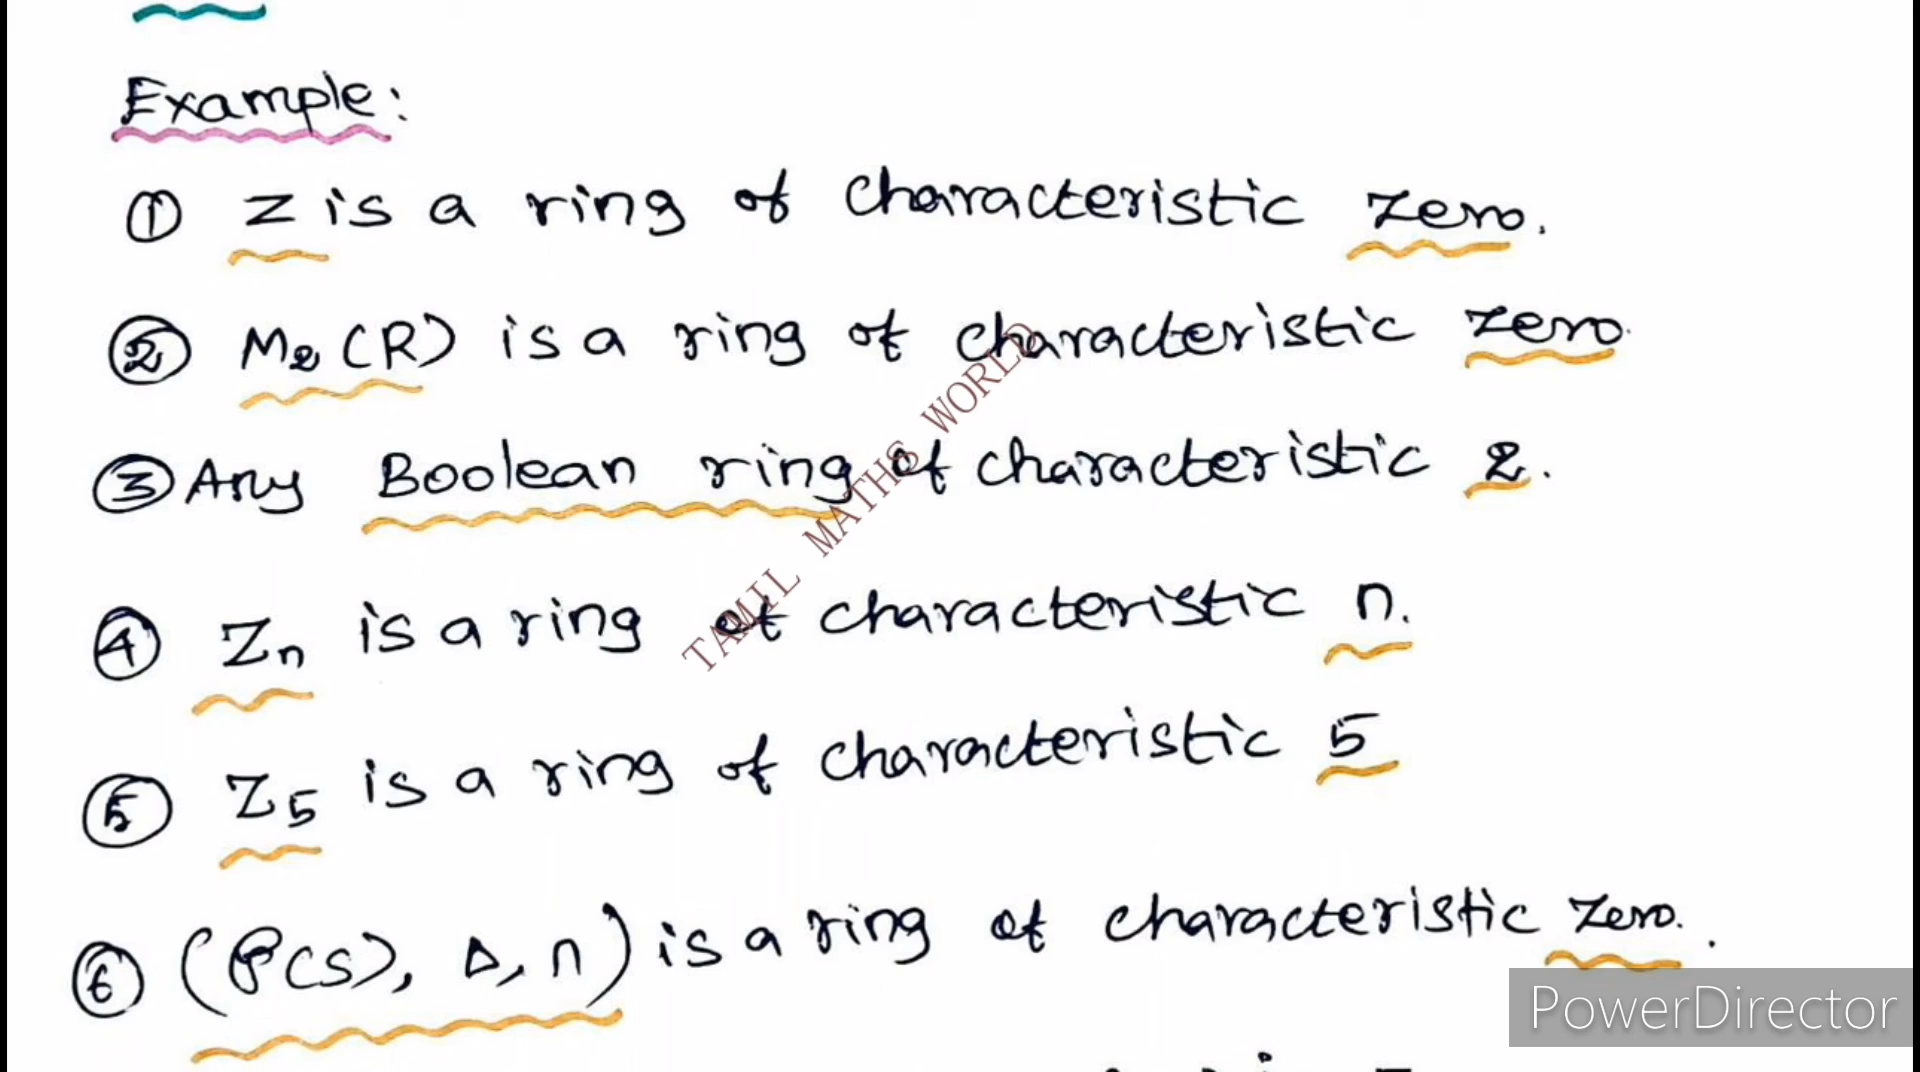 Example:
① Z is a ring of characteristic zero.
② M₂(R) is a ring of characteristic zero.
③ Any Boolean ring of characteristic 2.
④ Zn is a ring of characteristic n.
⑤ Z5 is a ring of characteristic 5
⑥ (℘(S), Δ, ∩) is a ring of characteristic zero.
TAMIL MATHS WORLD
PowerDirector